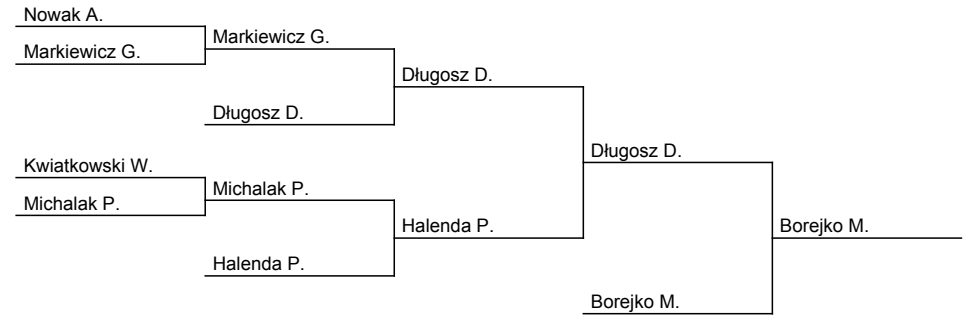 Nowak A.
Markiewicz G.
Markiewicz G.
Długosz D.
Długosz D.
Kwiatkowski W.
Michalak P.
Michalak P.
Halenda P.
Halenda P.
Długosz D.
Borejko M.
Borejko M.